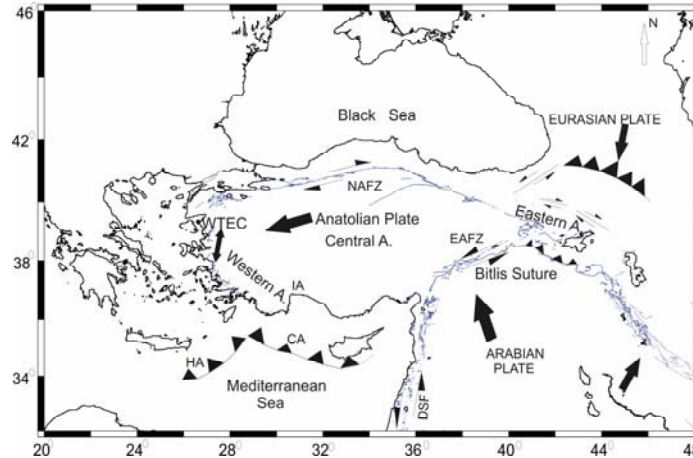 46
N
Black Sea
EURASIAN PLATE
42
NAFZ
Eastern A.
WTEC
Anatolian Plate
Central A.
EAFZ
38
Western A.
IA
Bitlis Suture
CA
HA
ARABIAN
PLATE
34
Mediterranean
Sea
DSF
20 24 28 32 36 40 44 48